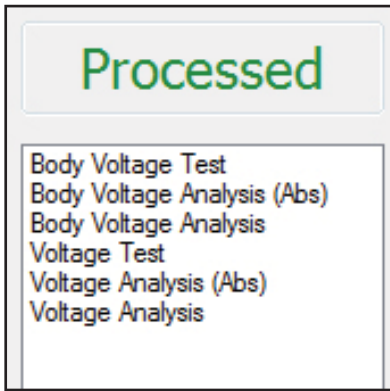 Processed
Body Voltage Test
Body Voltage Analysis (Abs)
Body Voltage Analysis
Voltage Test
Voltage Analysis (Abs)
Voltage Analysis